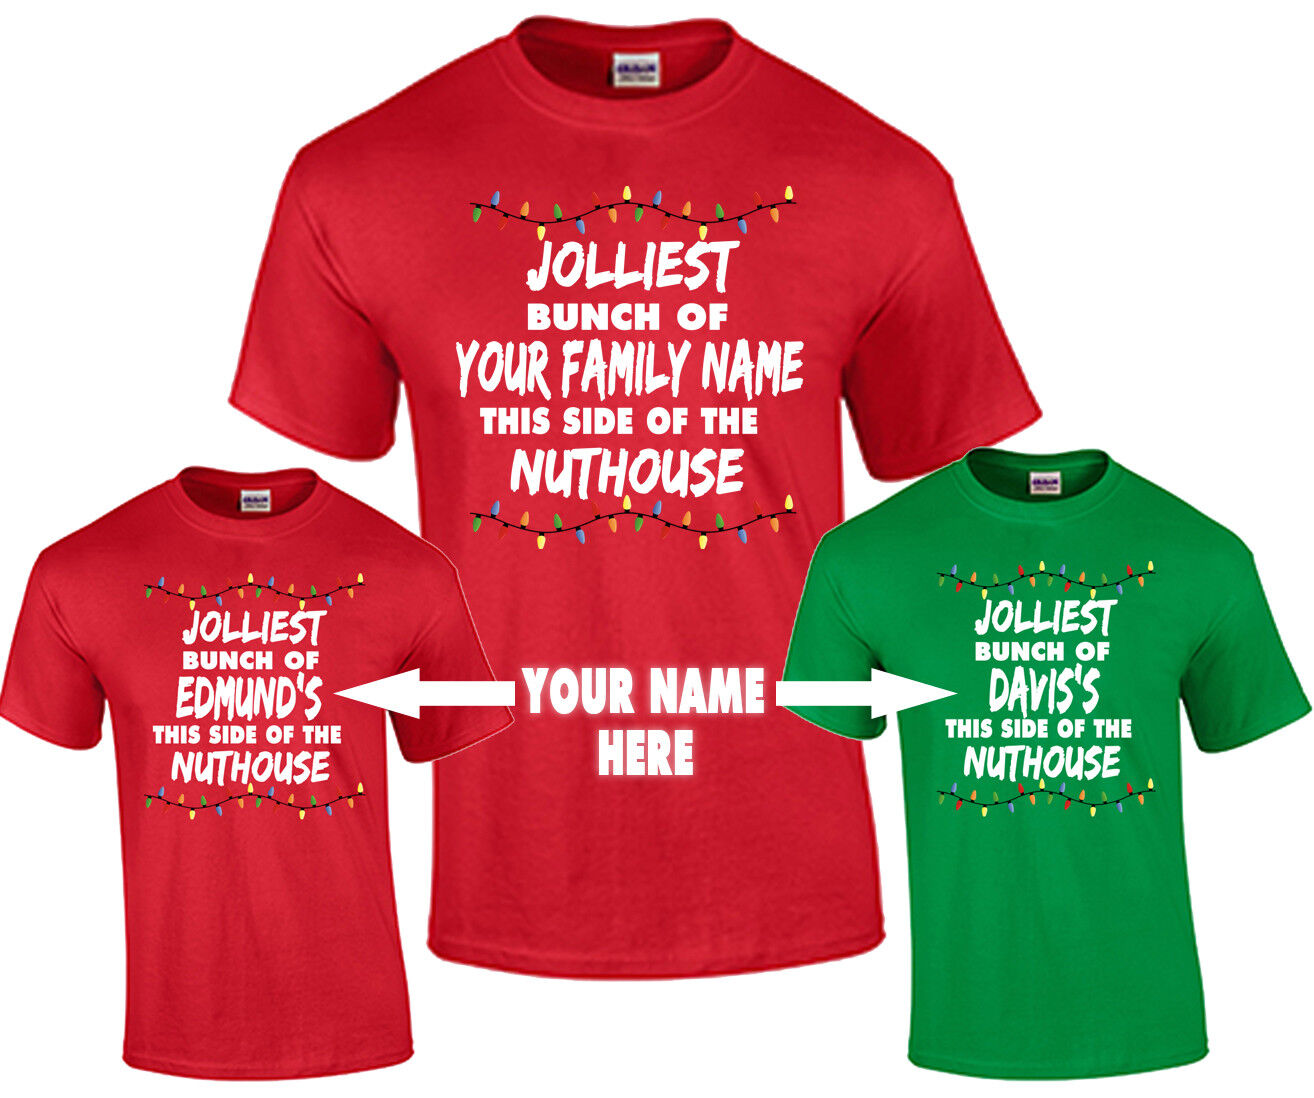 JOLLIEST
BUNCH OF
YOUR FAMILY NAME
THIS SIDE OF THE
NUTHOUSE
JOLLIEST
BUNCH OF
EDMUND'S
THIS SIDE OF THE
NUTHOUSE
YOUR NAME
HERE
JOLLIEST
BUNCH OF
DAVIS'S
THIS SIDE OF THE
NUTHOUSE